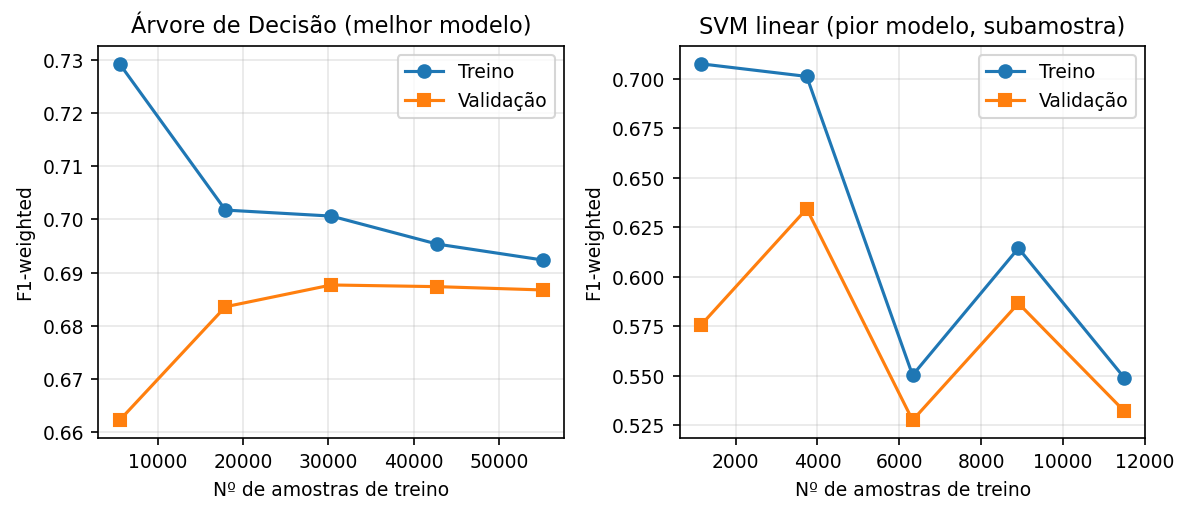 Árvore de Decisão (melhor modelo)
0.73
0.72
0.71
0.70
0.69
0.68
0.67
0.66
F1-weighted
Treino
Validação
10000 20000 30000 40000 50000
Nº de amostras de treino
SVM linear (pior modelo, subamostra)
0.700
0.675
0.650
0.625
0.600
0.575
0.550
0.525
F1-weighted
Treino
Validação
2000 4000 6000 8000 10000 12000
Nº de amostras de treino